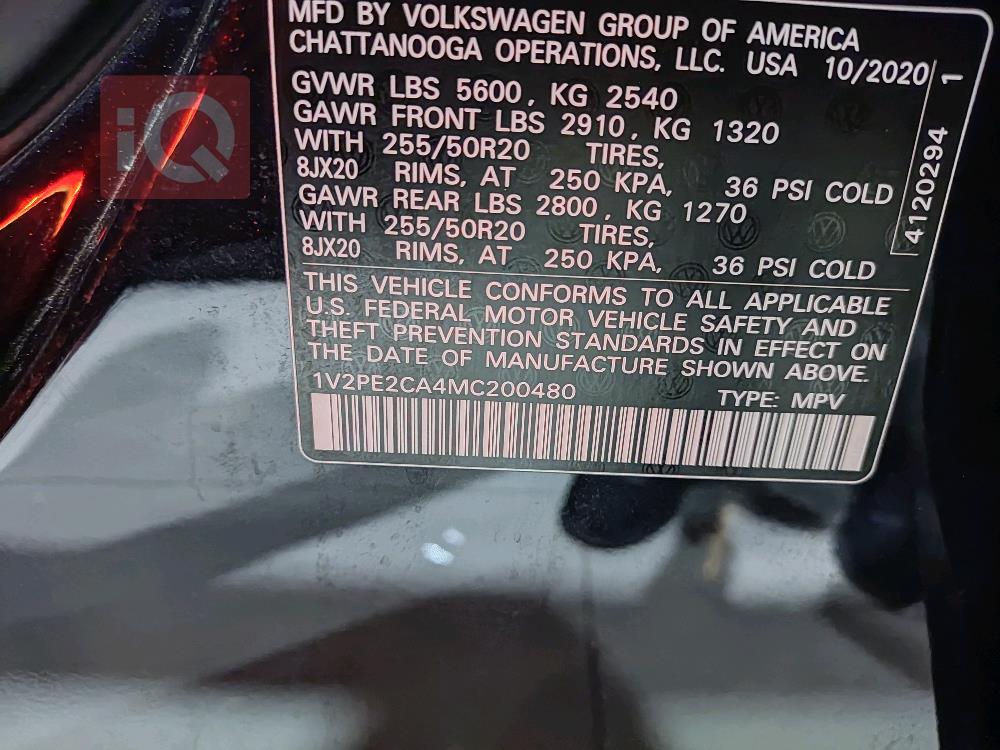 MFD BY VOLKSWAGEN GROUP OF AMERICA
CHATTANOOGA OPERATIONS, LLC. USA 10/2020
GVWR LBS 5600, KG 2540
GAWR FRONT LBS 2910, KG 1320
WITH 255/50R20 TIRES,
8JX20 RIMS, AT 250 KPA, 36 PSI COLD
GAWR REAR LBS 2800, KG 1270
WITH 255/50R20 TIRES,
8JX20 RIMS, AT 250 KPA, 36 PSI COLD
4120294 1
THIS VEHICLE CONFORMS TO ALL APPLICABLE
U.S. FEDERAL MOTOR VEHICLE SAFETY AND
THEFT PREVENTION STANDARDS IN EFFECT ON
THE DATE OF MANUFACTURE SHOWN ABOVE.
1V2PE2CA4MC200480 TYPE: MPV
iQ